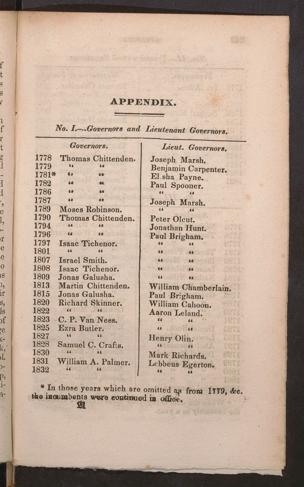 APPENDIX.
No. I.—Governors and Lieutenant Governors.
Governors. Lieut. Governors.
1778 Thomas Chittenden. Joseph Marsh.
1779 " " Benjamin Carpenter.
1781* " " Elisha Payne.
1782 " " Paul Spooner.
1786 " " " "
1787 " " Joseph Marsh.
1789 Moses Robinson. " "
1790 Thomas Chittenden. Peter Olcut.
1794 " " Jonathan Hunt.
1796 " " Paul Brigham.
1797 Isaac Tichenor. " "
1801 " " " "
1807 Israel Smith. " "
1808 Isaac Tichenor. " "
1809 Jonas Galusha. " "
1813 Martin Chittenden. William Chamberlain.
1815 Jonas Galusha. Paul Brigham.
1820 Richard Skinner. William Cahoon.
1822 " " Aaron Leland.
1823 C. P. Van Ness. " "
1825 Ezra Butler. " "
1827 " " Henry Olin.
1828 Samuel C. Crafts. " "
1830 " " Mark Richards.
1831 William A. Palmer. Lebbeus Egerton.
1832 " " " "
* In those years which are omitted as from 1779, &c.
the incumbents were continued in office.